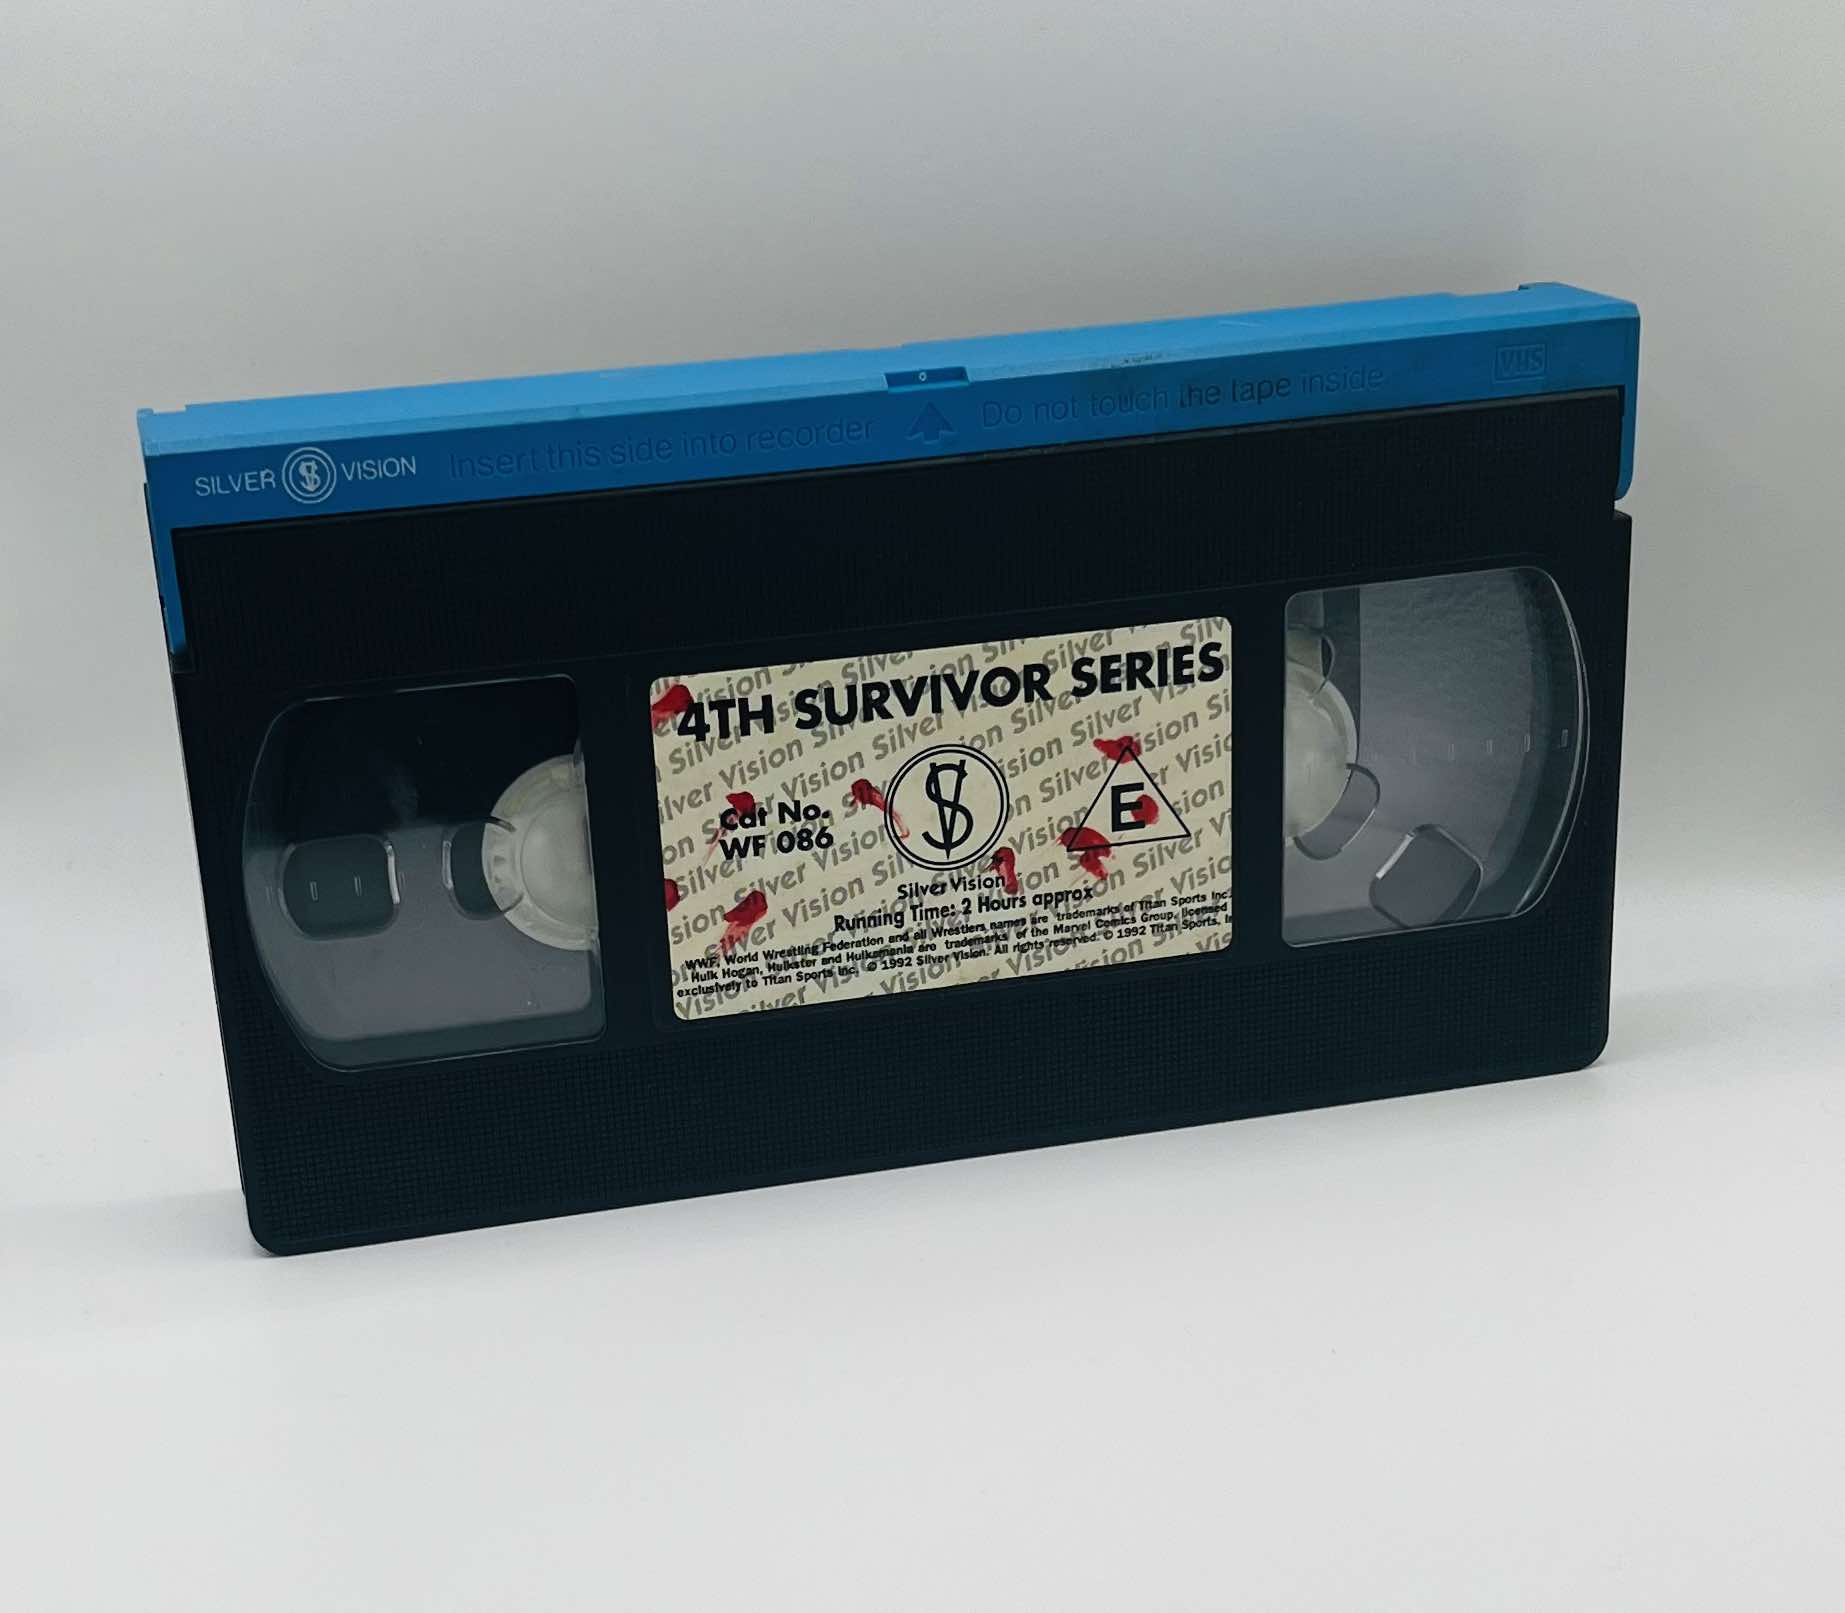 SILVER VS VISION
Insert this side into recorder
Do not touch the tape inside
VHS
4TH SURVIVOR SERIES
Cat No.
WF 086
E
Silver Vision
Running Time: 2 Hours approx
WWF, World Wrestling Federation and all Wrestlers names are trademarks of Titan Sports Inc.
Hulk Hogan, Hulkster and Hulkamania are trademarks of the Marvel Comics Group, licensed
exclusively to Titan Sports Inc. © 1992 Silver Vision. All rights reserved. © 1992 Titan Sports.